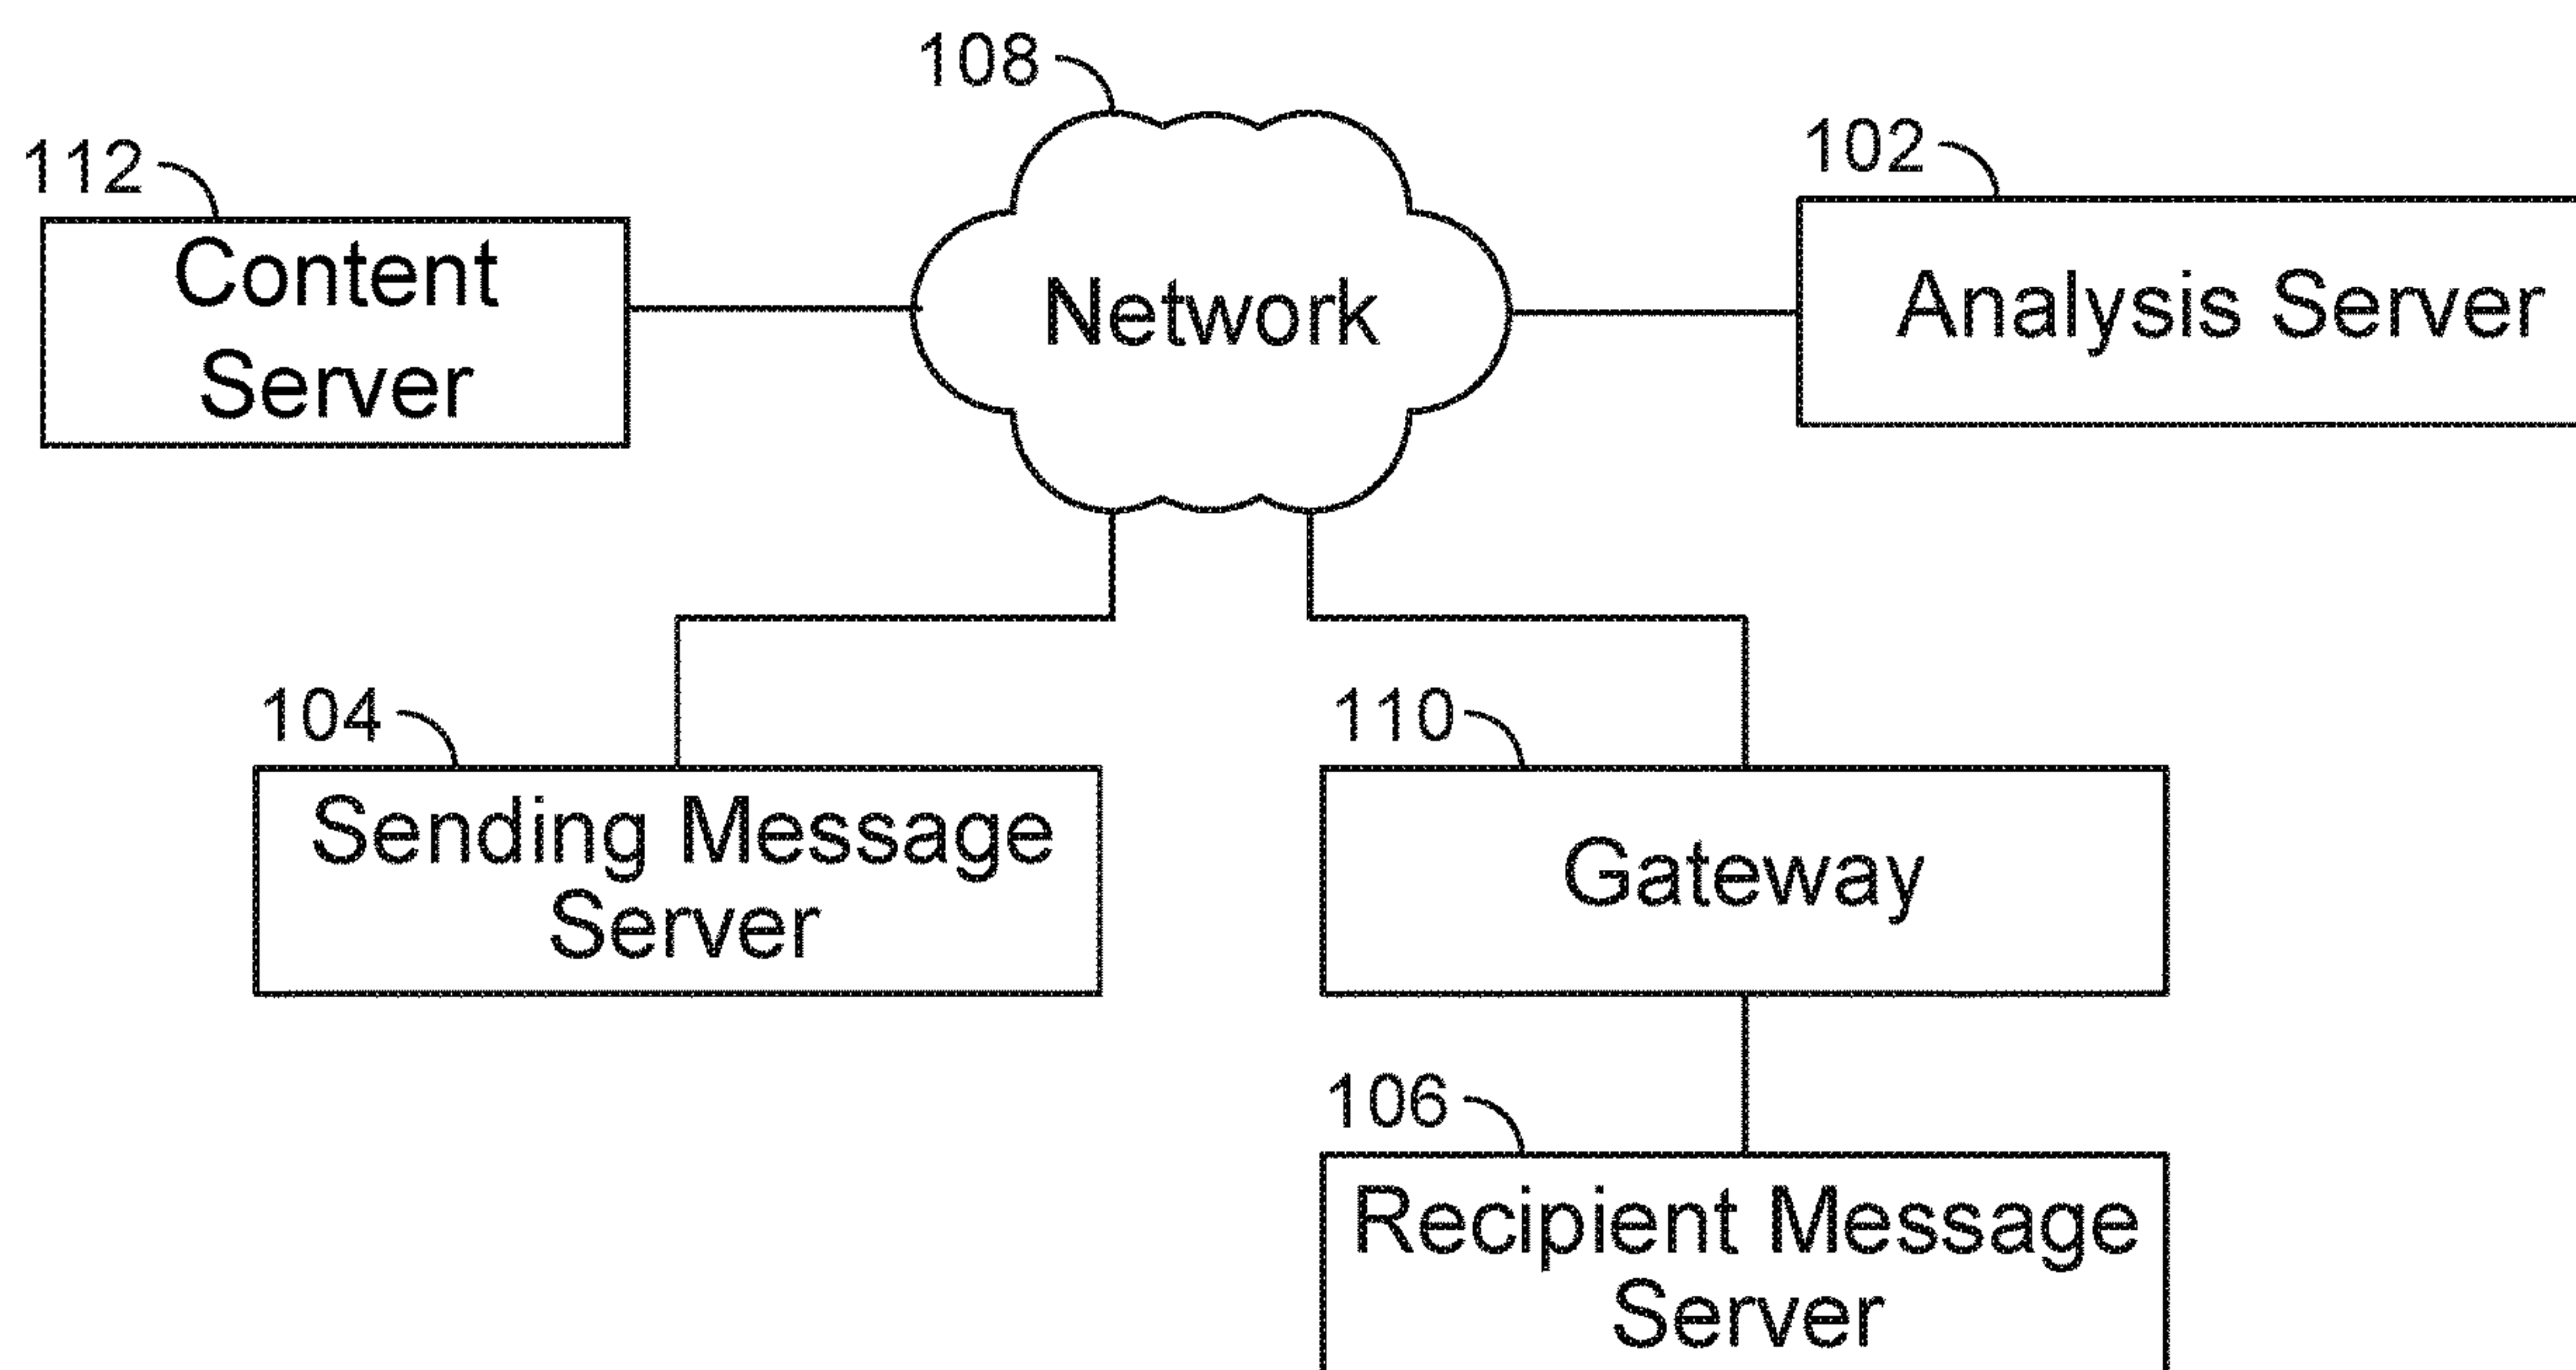 108
112
102
Content
Server
Network
Analysis Server
104
110
Sending Message
Server
Gateway
106
Recipient Message
Server